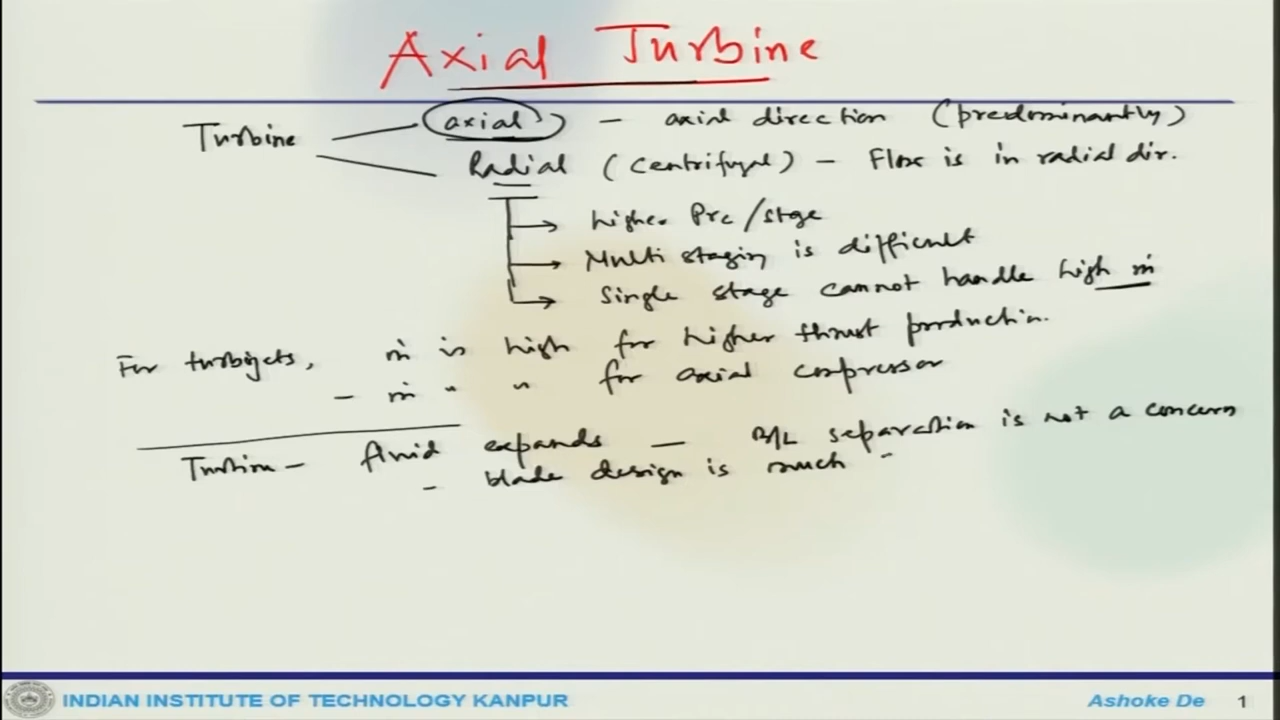 Axial Turbine
Turbine axial - axial direction (predominantly)
Radial (centrifugal) - Flow is in radial dir.
higher Prc/stage
Multi staging is difficult
Single stage cannot handle high ṁ
For turbojets, ṁ is high for higher thrust production.
- ṁ " " for axial compressor
Turbine - fluid expands - B/L separation is not a concern
- blade design is much
INDIAN INSTITUTE OF TECHNOLOGY KANPUR
Ashoke De 1